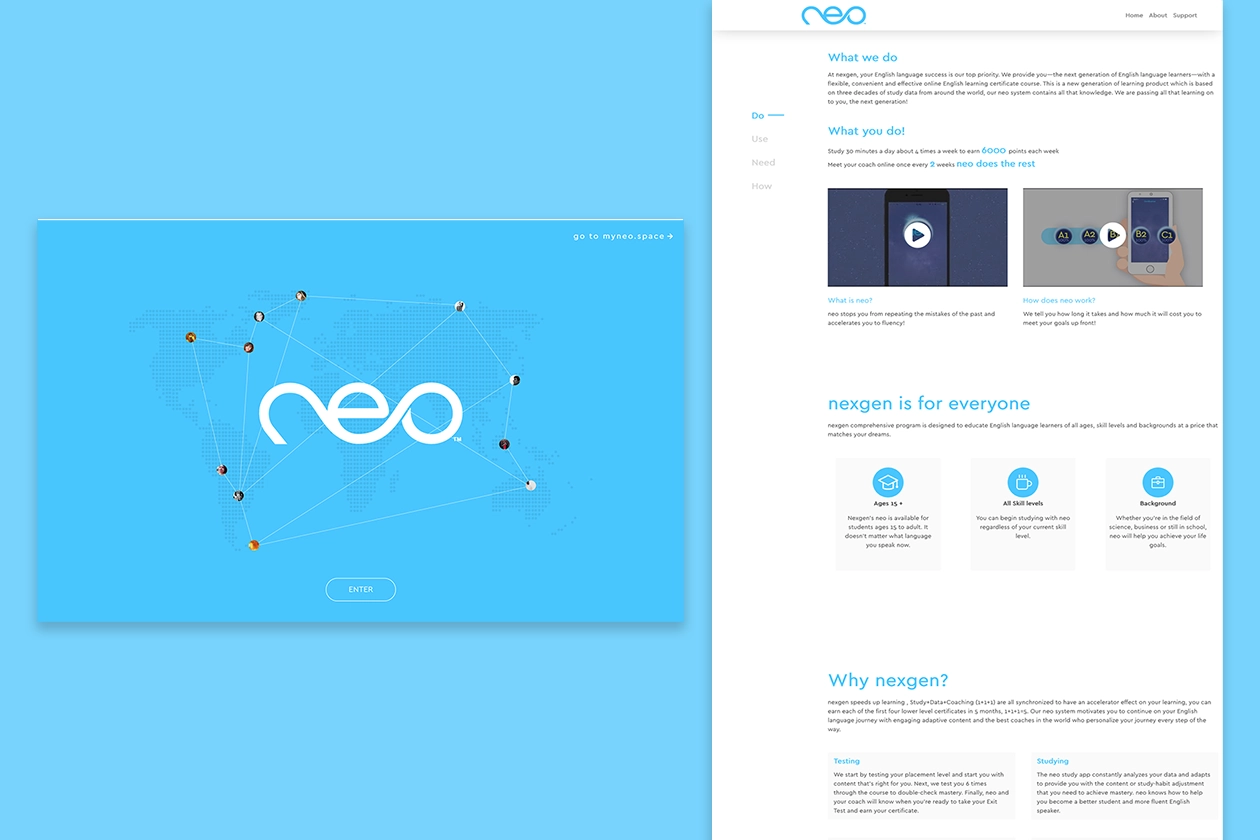 go to myneo.space →
neo
TM
ENTER
neo
Home About Support
Do
Use
Need
How
What we do
At nexgen, your English language success is our top priority. We provide you—the next generation of English language learners—with a
flexible, convenient and effective online English learning certificate course. This is a new generation of learning product which is based
on three decades of study data from around the world, our neo system contains all that knowledge. We are passing all that learning on
to you, the next generation!
What you do!
Study 30 minutes a day about 4 times a week to earn 6000 points each week
Meet your coach online once every 2 weeks neo does the rest
A1 A2 B B2 C1
What is neo?
neo stops you from repeating the mistakes of the past and
accelerates you to fluency!
How does neo work?
We tell you how long it takes and how much it will cost you to
meet your goals up front!
nexgen is for everyone
nexgen comprehensive program is designed to educate English language learners of all ages, skill levels and backgrounds at a price that
matches your dreams.
Ages 15 +
Nexgen's neo is available for
students ages 15 to adult. It
doesn't matter what language
you speak now.
All Skill levels
You can begin studying with neo
regardless of your current skill
level.
Background
Whether you're in the field of
science, business or still in school,
neo will help you achieve your life
goals.
Why nexgen?
nexgen speeds up learning , Study+Data+Coaching (1+1+1) are all synchronized to have an accelerator effect on your learning, you can
earn each of the first four lower level certificates in 5 months, 1+1+1=5. Our neo system motivates you to continue on your English
language journey with engaging adaptive content and the best coaches in the world who personalize your journey every step of the
way.
Testing
We start by testing your placement level and start you with
content that's right for you. Next, we test you 6 times
through the course to double-check mastery. Finally, neo and
your coach will know when you're ready to take your Exit
Test and earn your certificate.
Studying
The neo study app constantly analyzes your data and adapts
to provide you with the content or study-habit adjustment
that you need to achieve mastery. neo knows how to help
you become a better student and more fluent English
speaker.